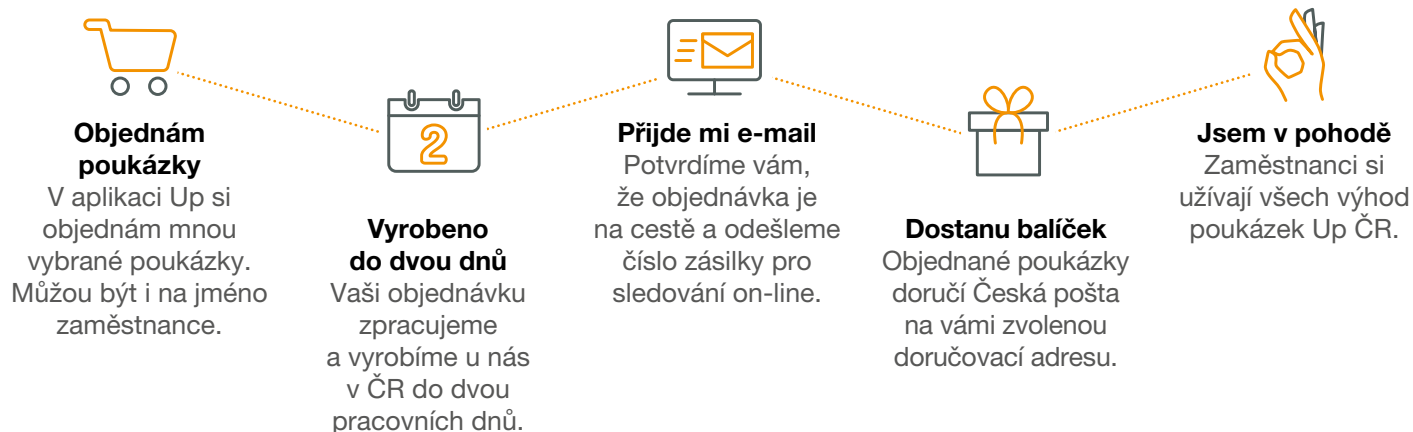 Objednám
poukázky
V aplikaci Up si
objednám mnou
vybrané poukázky.
Můžou být i na jméno
zaměstnance.
2
Vyrobeno
do dvou dnů
Vaši objednávku
zpracujeme
a vyrobíme u nás
v ČR do dvou
pracovních dnů.
Přijde mi e-mail
Potvrdíme vám,
že objednávka je
na cestě a odešleme
číslo zásilky pro
sledování on-line.
Dostanu balíček
Objednané poukázky
doručí Česká pošta
na vámi zvolenou
doručovací adresu.
Jsem v pohodě
Zaměstnanci si
užívají všech výhod
poukázek Up ČR.